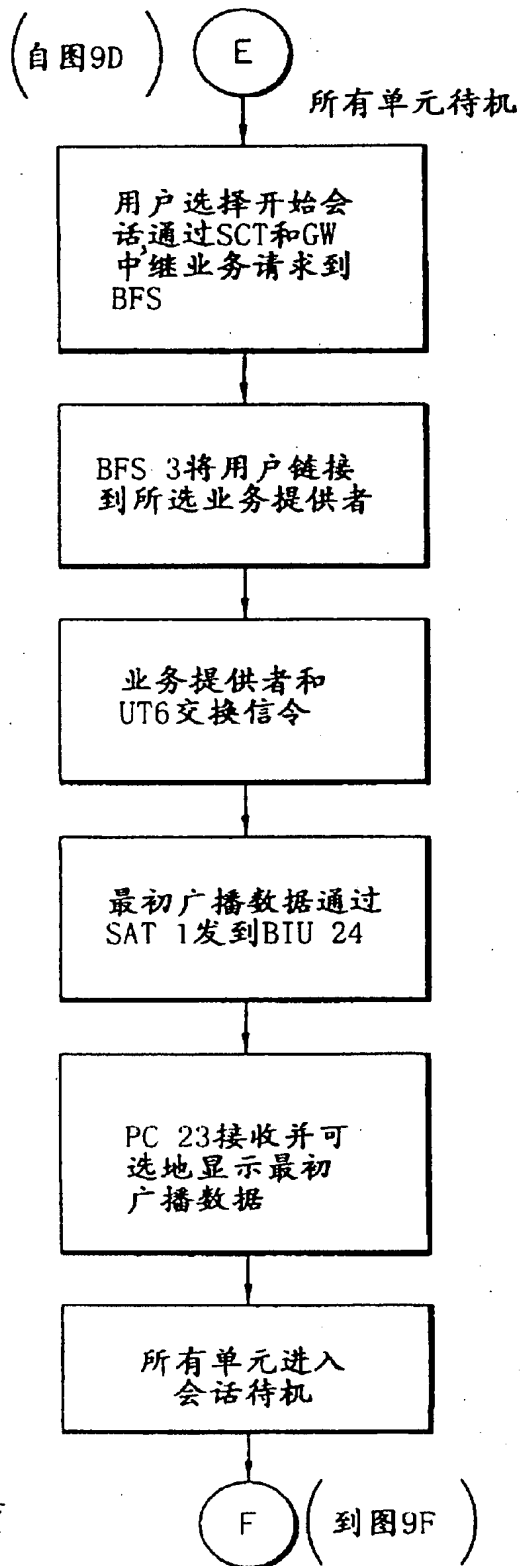 (自图9D)
E
所有单元待机
用户选择开始会
话,通过SCT和GW
中继业务请求到
BFS
BFS 3将用户链接
到所选业务提供者
业务提供者和
UT6交换信令
最初广播数据通过
SAT 1发到BIU 24
PC 23接收并可
选地显示最初
广播数据
所有单元进入
会话待机
F
(到图9F)